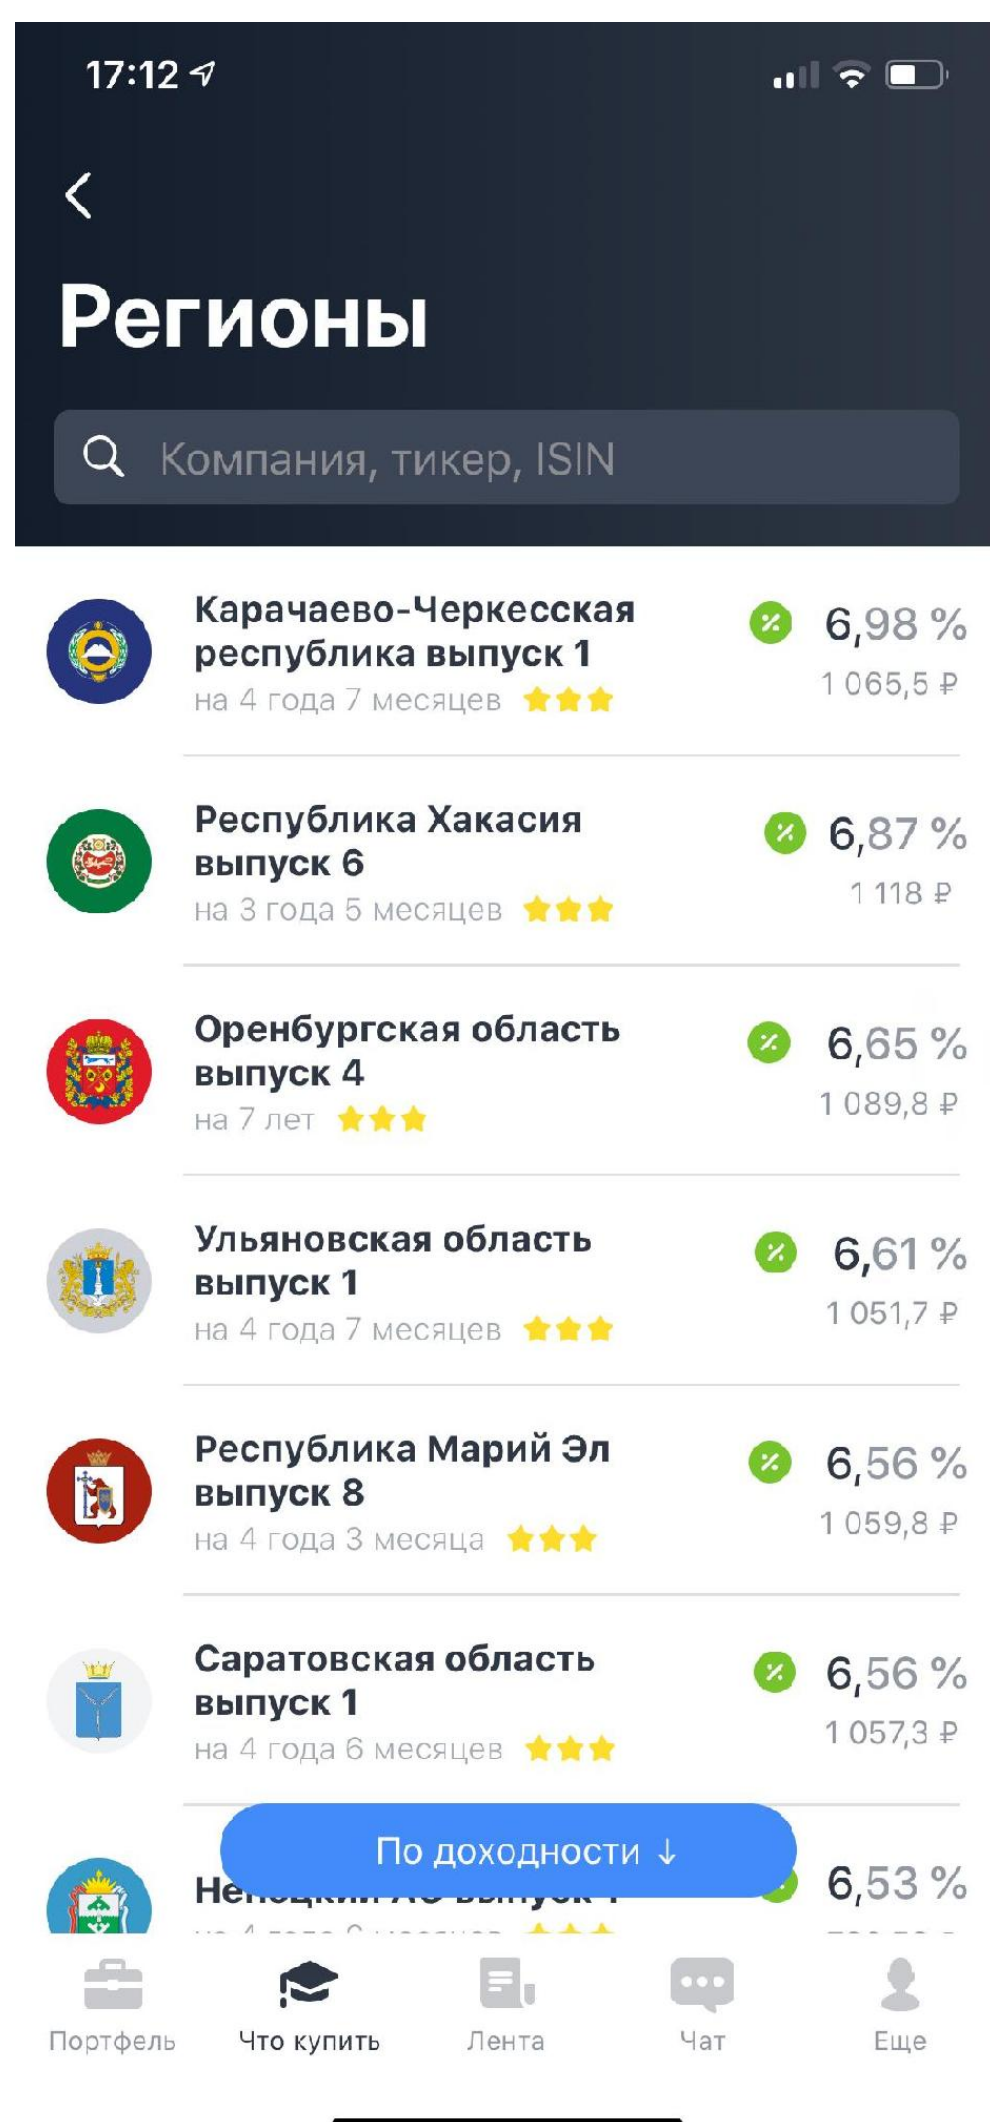 17:12
Регионы
Компания, тикер, ISIN
Карачаево-Черкесская
республика выпуск 1
6,98 %
на 4 года 7 месяцев
1 065,5 ₽
Республика Хакасия
выпуск 6
6,87 %
на 3 года 5 месяцев
1 118 ₽
Оренбургская область
выпуск 4
6,65 %
на 7 лет
1 089,8 ₽
Ульяновская область
выпуск 1
6,61 %
на 4 года 7 месяцев
1 051,7 ₽
Республика Марий Эл
выпуск 8
6,56 %
на 4 года 3 месяца
1 059,8 ₽
Саратовская область
выпуск 1
6,56 %
на 4 года 6 месяцев
1 057,3 ₽
По доходности ↓
АО выпуск 1
6,53 %
Портфель
Что купить
Лента
Чат
Еще